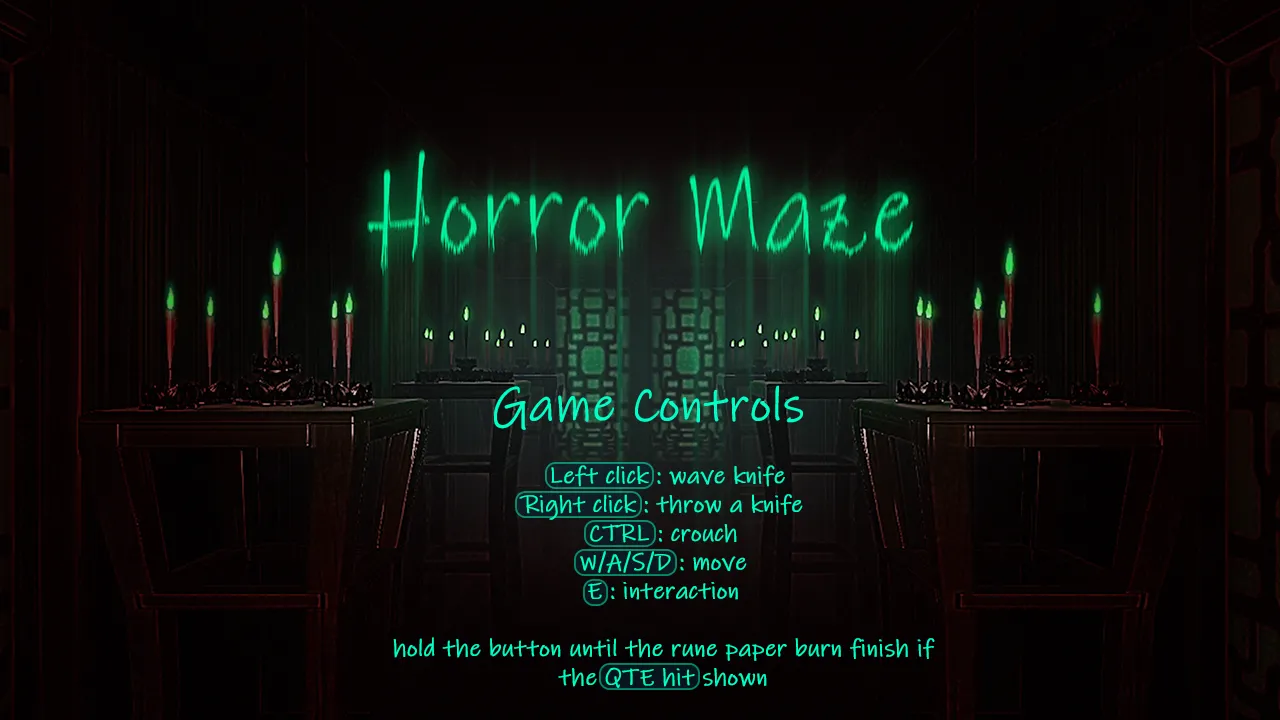 Horror Maze
Game Controls
Left click: wave knife
Right click: throw a knife
CTRL: crouch
W/A/S/D: move
E: interaction
hold the button until the rune paper burn finish if
the QTE hit shown